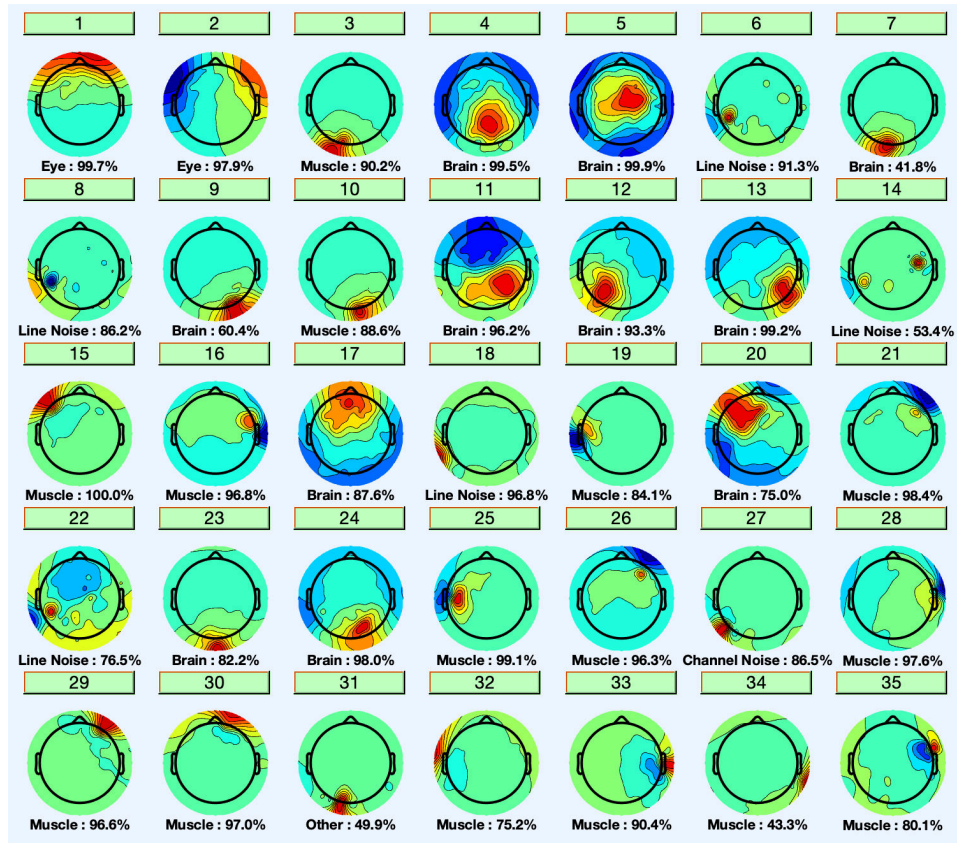 1 2 3 4 5 6 7
Eye : 99.7% Eye : 97.9% Muscle : 90.2% Brain : 99.5% Brain : 99.9% Line Noise : 91.3% Brain : 41.8%
8 9 10 11 12 13 14
Line Noise : 86.2% Brain : 60.4% Muscle : 88.6% Brain : 96.2% Brain : 93.3% Brain : 99.2% Line Noise : 53.4%
15 16 17 18 19 20 21
Muscle : 100.0% Muscle : 96.8% Brain : 87.6% Line Noise : 96.8% Muscle : 84.1% Brain : 75.0% Muscle : 98.4%
22 23 24 25 26 27 28
Line Noise : 76.5% Brain : 82.2% Brain : 98.0% Muscle : 99.1% Muscle : 96.3% Channel Noise : 86.5% Muscle : 97.6%
29 30 31 32 33 34 35
Muscle : 96.6% Muscle : 97.0% Other : 49.9% Muscle : 75.2% Muscle : 90.4% Muscle : 43.3% Muscle : 80.1%